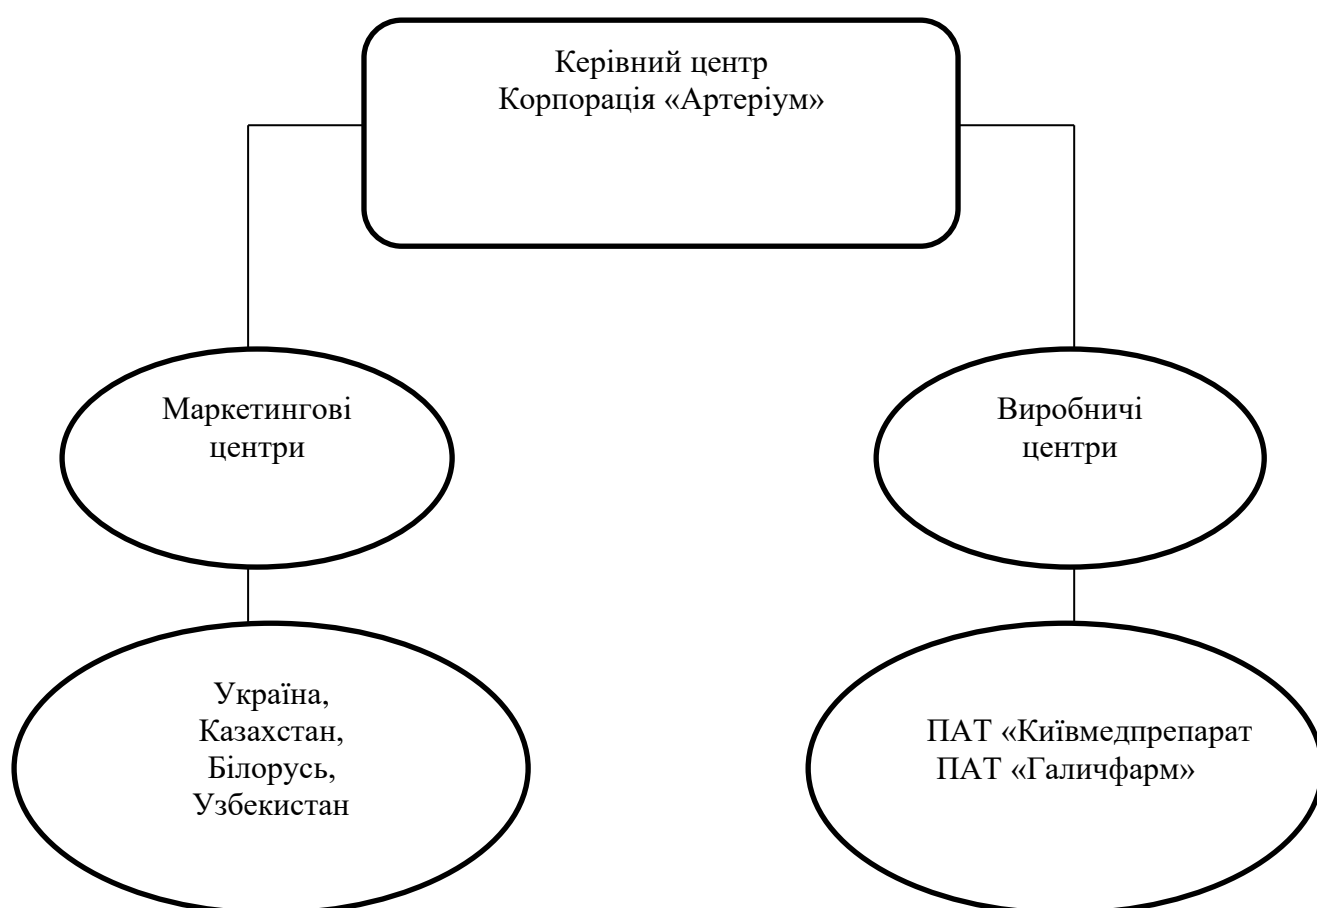 Керівний центр
Корпорація «Артеріум»
Маркетингові
центри
Виробничі
центри
Україна,
Казахстан,
Білорусь,
Узбекистан
ПАТ «Київмедпрепарат
ПАТ «Галичфарм»